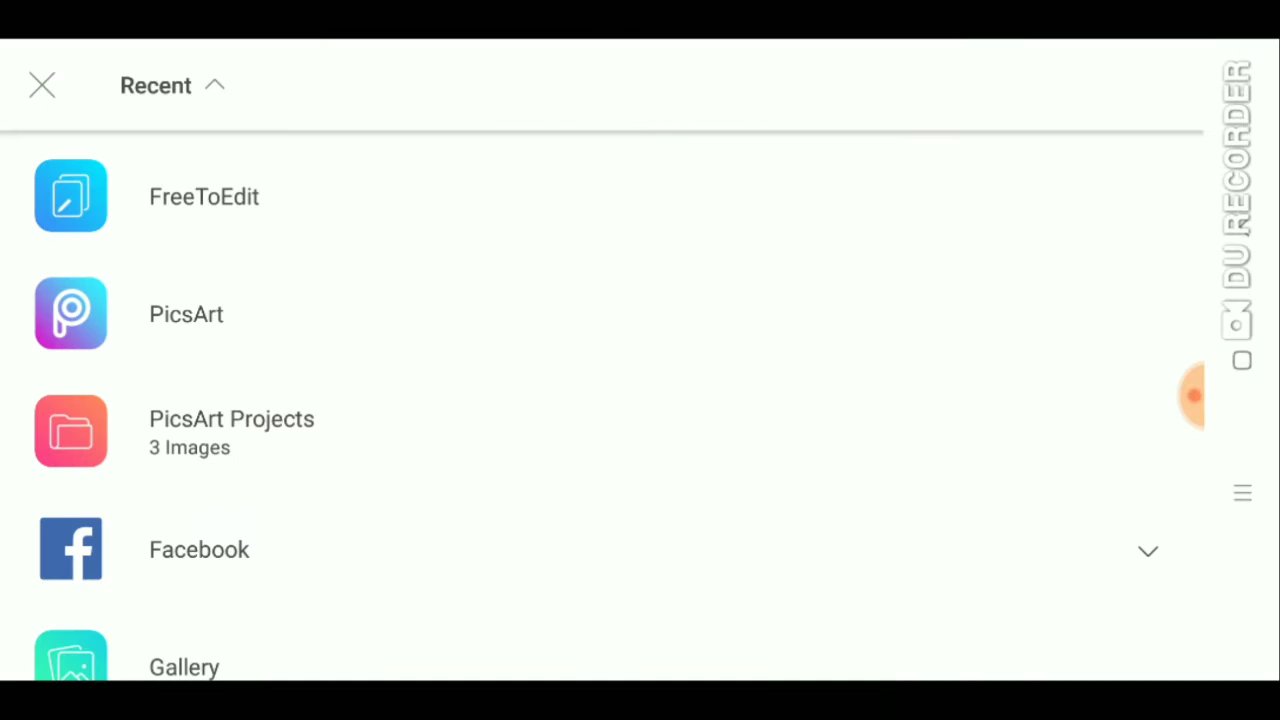 Recent
FreeToEdit
PicsArt
PicsArt Projects
3 Images
Facebook
Gallery
DU RECORDER